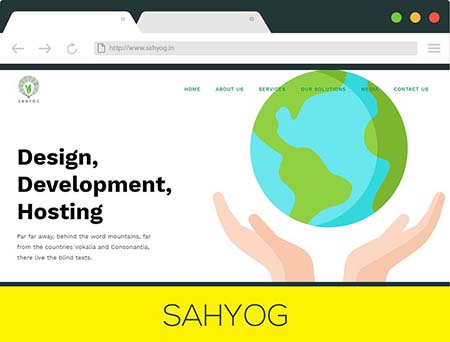 http://www.sahyog.in
SAHYOG
HOME ABOUT US SERVICES OUR SOLUTIONS MEDIA CONTACT US
Design,
Development,
Hosting
Far far away, behind the word mountains, far
from the countries Vokalia and Consonantia,
there live the blind texts.
SAHYOG